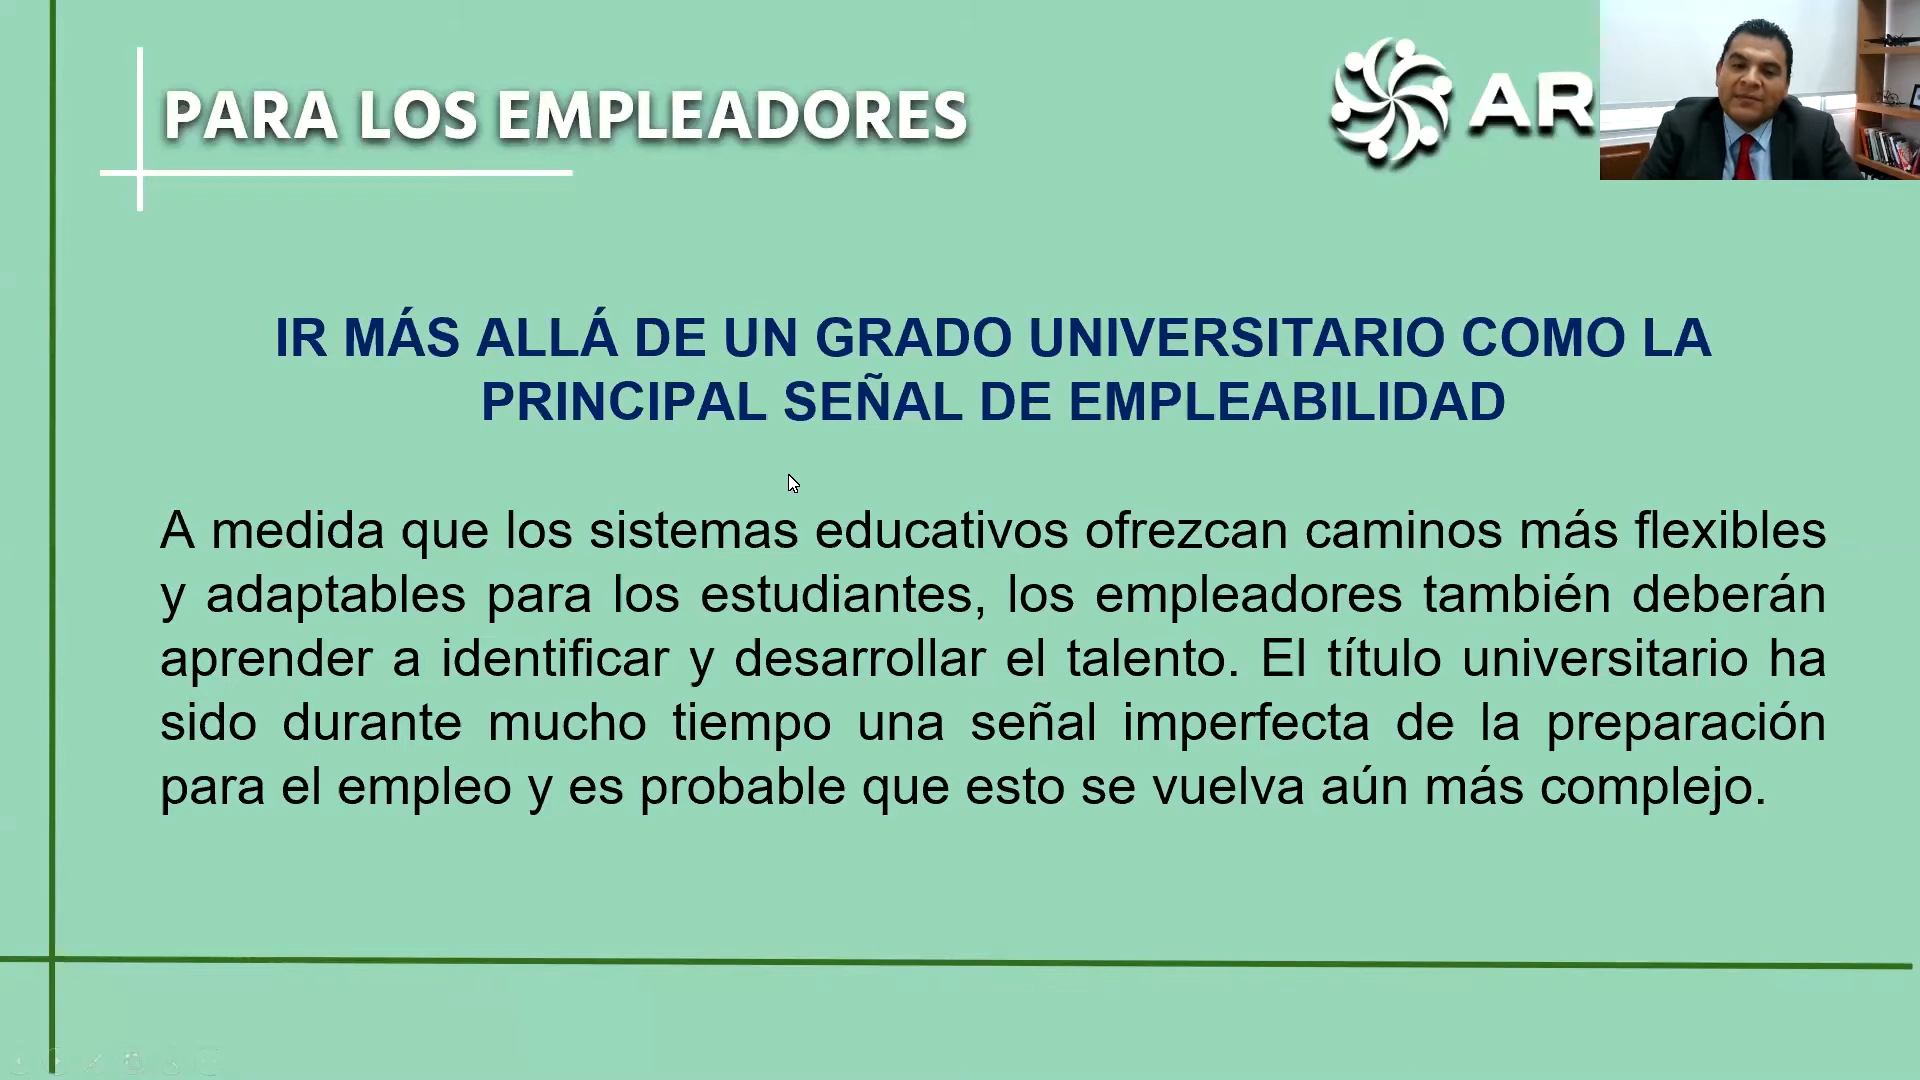 PARA LOS EMPLEADORES
AR
IR MÁS ALLÁ DE UN GRADO UNIVERSITARIO COMO LA
PRINCIPAL SEÑAL DE EMPLEABILIDAD
A medida que los sistemas educativos ofrezcan caminos más flexibles
y adaptables para los estudiantes, los empleadores también deberán
aprender a identificar y desarrollar el talento. El título universitario ha
sido durante mucho tiempo una señal imperfecta de la preparación
para el empleo y es probable que esto se vuelva aún más complejo.